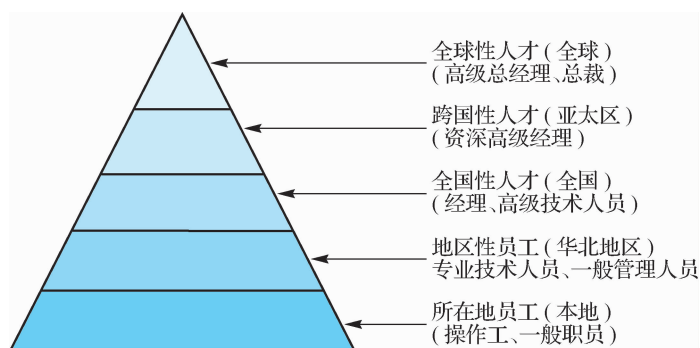 全球性人才(全球)
(高级总经理、总裁)
跨国性人才(亚太区)
(资深高级经理)
全国性人才(全国)
(经理、高级技术人员)
地区性员工(华北地区)
专业技术人员、一般管理人员
所在地员工(本地)
(操作工、一般职员)